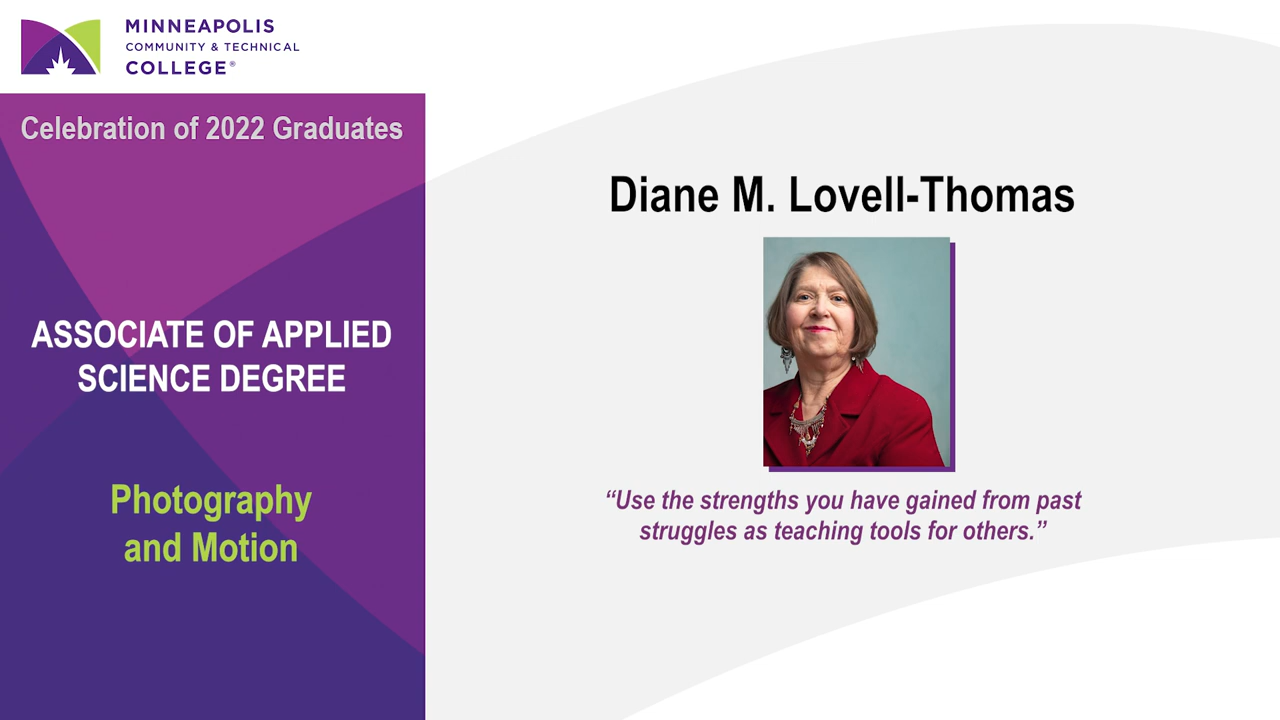 MINNEAPOLIS
COMMUNITY & TECHNICAL
COLLEGE®
Celebration of 2022 Graduates
ASSOCIATE OF APPLIED
SCIENCE DEGREE
Photography
and Motion
Diane M. Lovell-Thomas
“Use the strengths you have gained from past
struggles as teaching tools for others.”